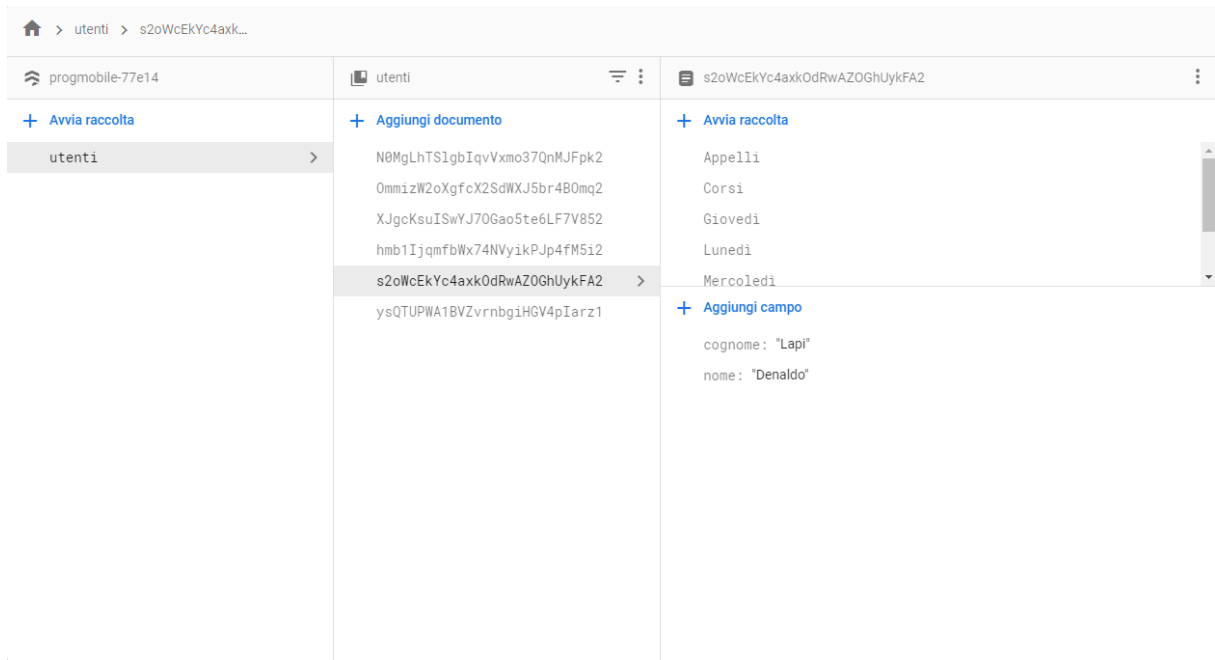 utenti > s2oWcEkYc4axk...
progmobile-77e14
Avvia raccolta
utenti
utenti
Aggiungi documento
N0MgLhTSlgbIqvVxmo37QnMJFpk2
OmmizW2oXgfcX2SdWXJ5br4BOmq2
XJgcKsuISwYJ7OGao5te6LF7V852
hmb1IjqmfbWx74NVyikPJp4fM5i2
s2oWcEkYc4axkOdRwAZOGhUykFA2
ysQTUPWA1BVZvrnbgiHGV4pIarz1
s2oWcEkYc4axkOdRwAZOGhUykFA2
Avvia raccolta
Appelli
Corsi
Giovedì
Lunedì
Mercoledì
Aggiungi campo
cognome: "Lapi"
nome: "Denaldo"